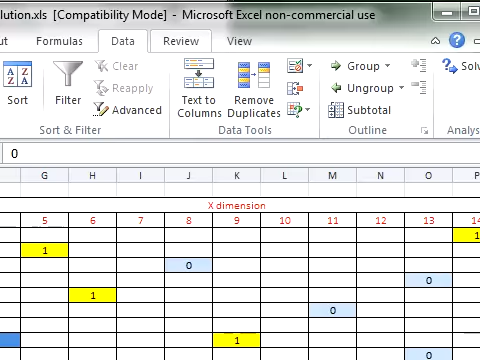 lution.xls [Compatibility Mode] - Microsoft Excel non-commercial use
ut Formulas Data Review View
Sort
Filter
Clear
Reapply
Advanced
Sort & Filter
Text to
Columns
Remove
Duplicates
Data Tools
Group
Ungroup
Subtotal
Outline
Solv
Analys
0
G H I J K L M N O P
X dimension
5 6 7 8 9 10 11 12 13 14
1
1
0
0
1
0
1
0